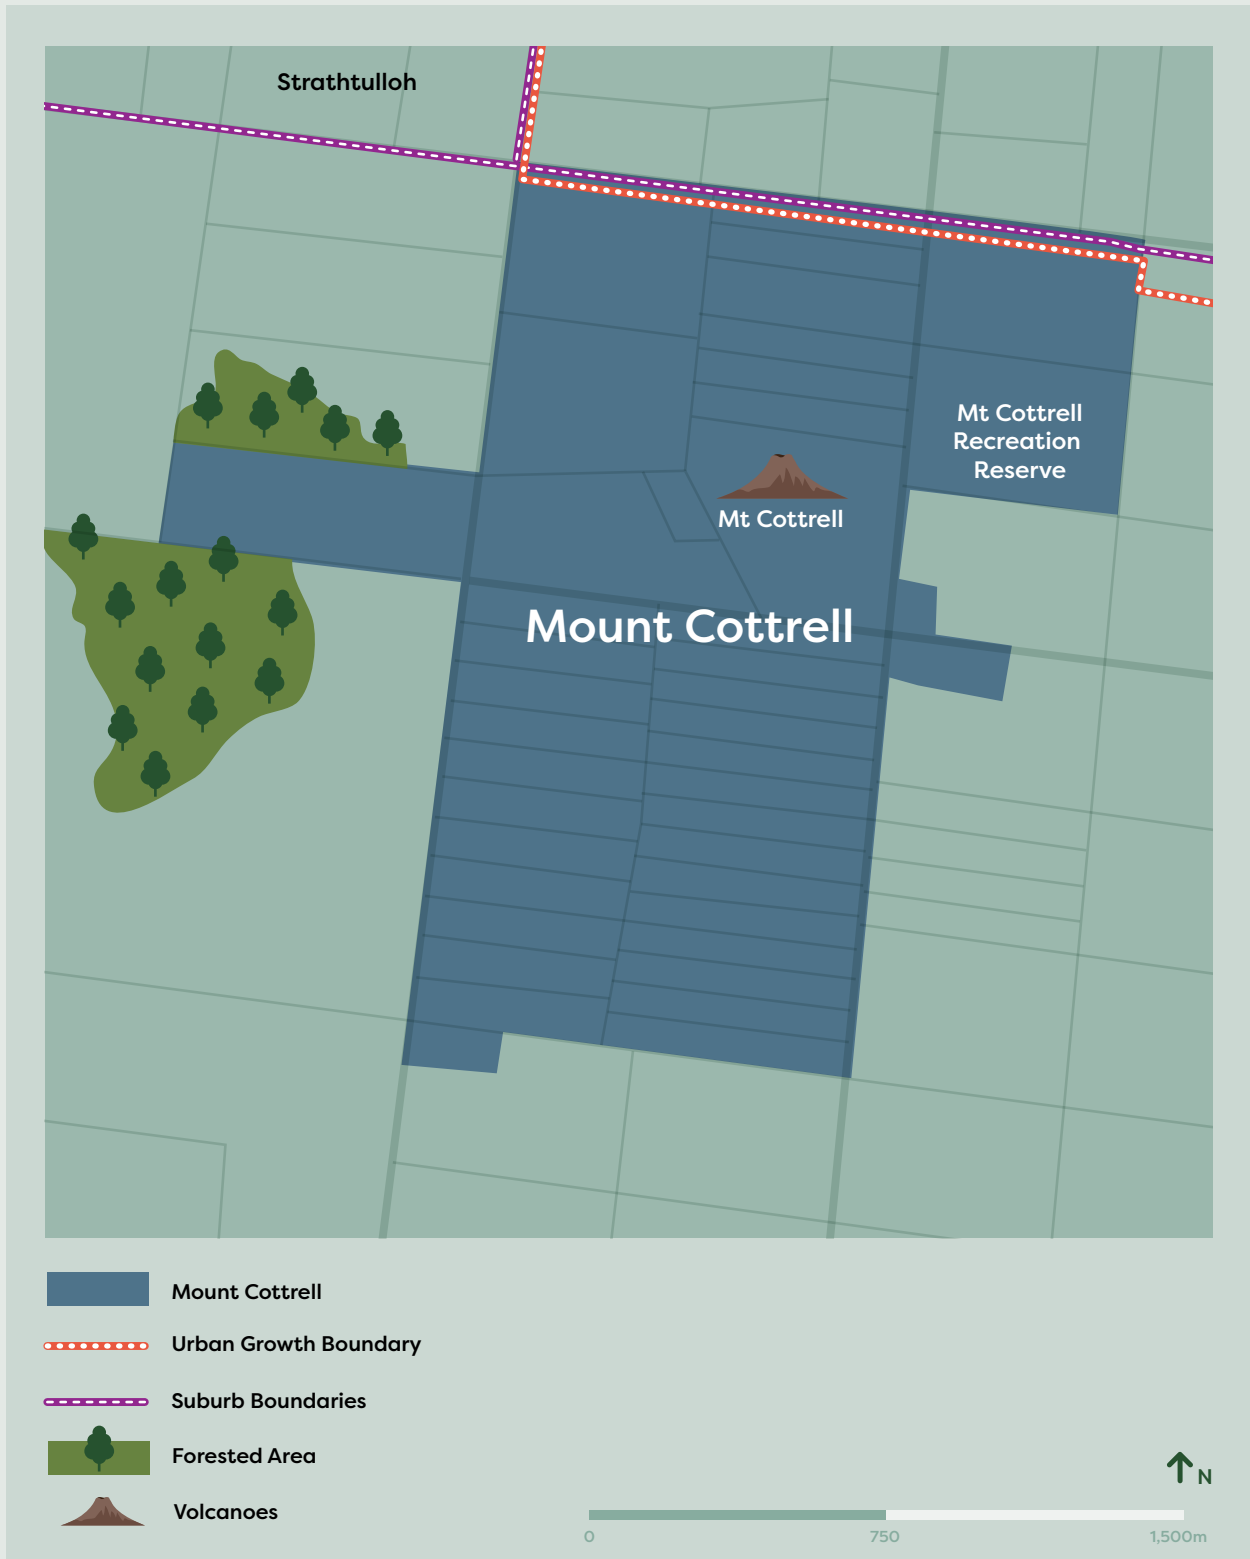 Strathtulloh
Mt Cottrell
Recreation
Reserve
Mt Cottrell
Mount Cottrell
Mount Cottrell
Urban Growth Boundary
Suburb Boundaries
Forested Area
Volcanoes
N
0 750 1,500m